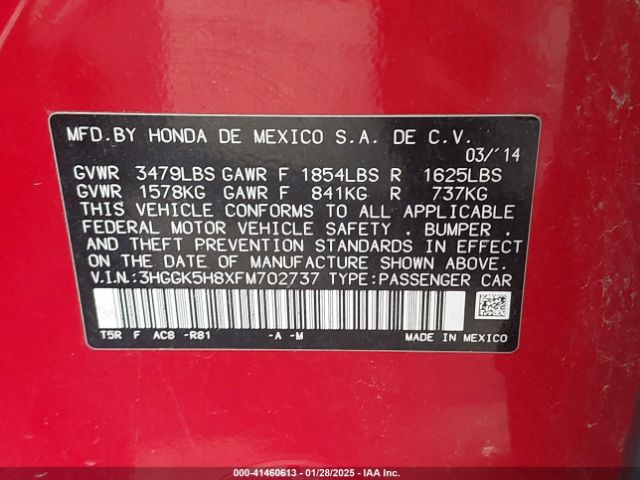 MFD.BY HONDA DE MEXICO S.A. DE C.V.
03/'14
GVWR 3479LBS GAWR F 1854LBS R 1625LBS
GVWR 1578KG GAWR F 841KG R 737KG
THIS VEHICLE CONFORMS TO ALL APPLICABLE
FEDERAL MOTOR VEHICLE SAFETY , BUMPER ,
AND THEFT PREVENTION STANDARDS IN EFFECT
ON THE DATE OF MANUFACTURE SHOWN ABOVE.
V.I.N.:3HGGK5H8XFM702737 TYPE:PASSENGER CAR
T5R F AC8 -R81 -A -M MADE IN MEXICO
000-41460613 - 01/28/2025 - IAA Inc.